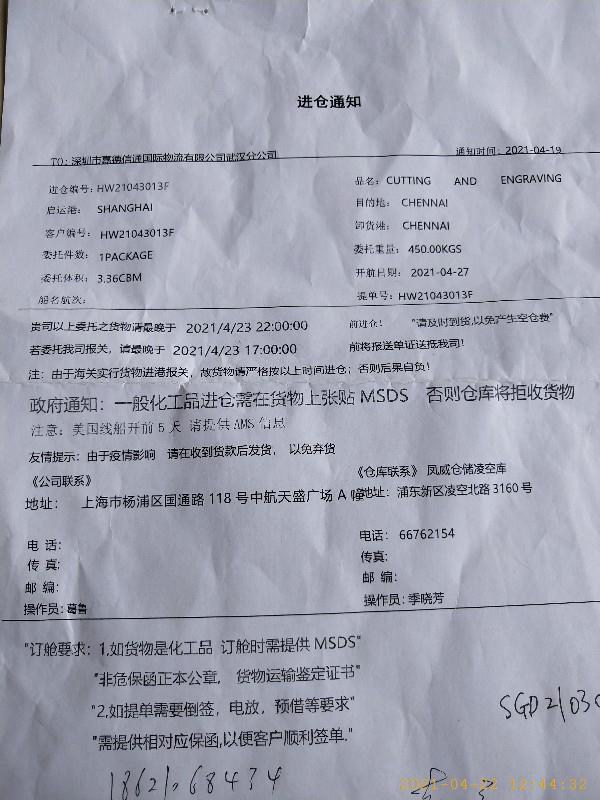 进仓通知
TO: 深圳市嘉德信通国际物流有限公司武汉分公司 通知时间: 2021-04-19
进仓编号: HW21043013F 品名: CUTTING AND ENGRAVING
启运港: SHANGHAI 目的地: CHENNAI
客户编号: HW21043013F 卸货港: CHENNAI
委托件数: 1PACKAGE 委托重量: 450.00KGS
委托体积: 3.36CBM 开航日期: 2021-04-27
船名航次: 提单号: HW21043013F
贵司以上委托之货物请最晚于 2021/4/23 22:00:00 前进仓! "请及时到货,以免产生空仓费"
若委托我司报关, 请最晚于 2021/4/23 17:00:00 前将报送单证送抵我司!
注: 由于海关实行货物进港报关, 故货物请严格按以上时间进仓; 否则后果自负!
政府通知: 一般化工品进仓需在货物上张贴 MSDS 否则仓库将拒收货物
注意: 美国线船开前 5 天 请提供 AMS 信息
友情提示: 由于疫情影响 请在收到货款后发货, 以免弃货
《公司联系》 《仓库联系》 凤威仓储凌空库
地址: 上海市杨浦区国通路 118 号中航天盛广场 A 地址: 浦东新区凌空北路 3160 号
电 话: 电话: 66762154
传 真: 传真:
邮 编: 邮 编:
操作员: 葛鲁 操作员: 季晓芳
"订舱要求: 1,如货物是化工品 订舱时需提供 MSDS"
"非危保函正本公章, 货物运输鉴定证书"
"2,如提单需要倒签, 电放, 预借等要求"
"需提供相对应保函,以便客户顺利签单."
SGD2103
2021-04-22 12:44:32